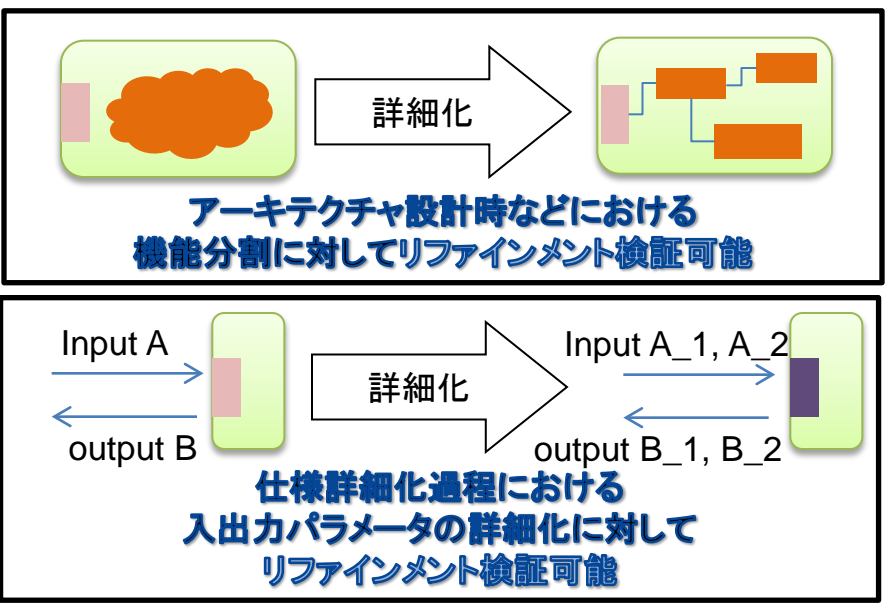 詳細化
アーキテクチャ設計時などにおける
機能分割に対してリファインメント検証可能
Input A
output B
詳細化
Input A_1, A_2
output B_1, B_2
仕様詳細化過程における
入出力パラメータの詳細化に対して
リファインメント検証可能